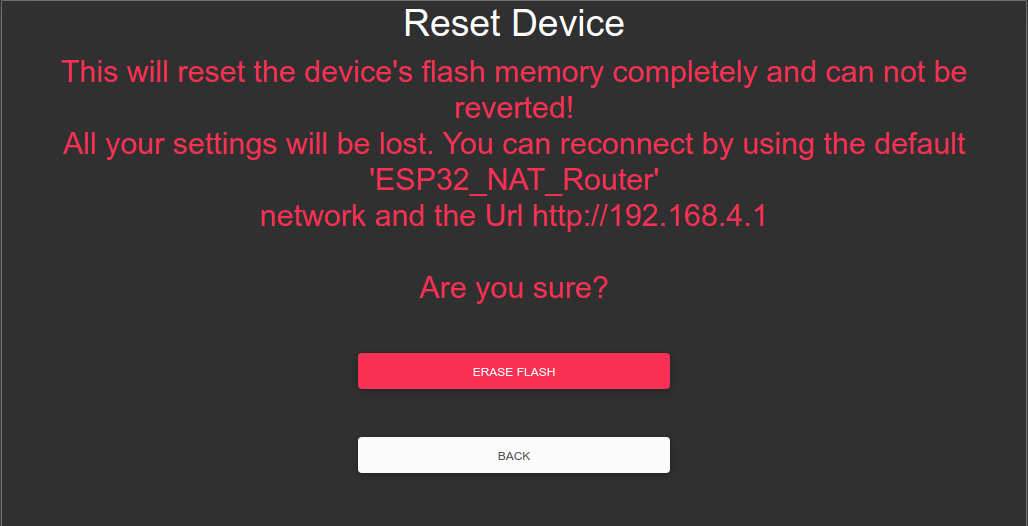 Reset Device
This will reset the device's flash memory completely and can not be
reverted!
All your settings will be lost. You can reconnect by using the default
'ESP32_NAT_Router'
network and the Url http://192.168.4.1
Are you sure?
ERASE FLASH
BACK